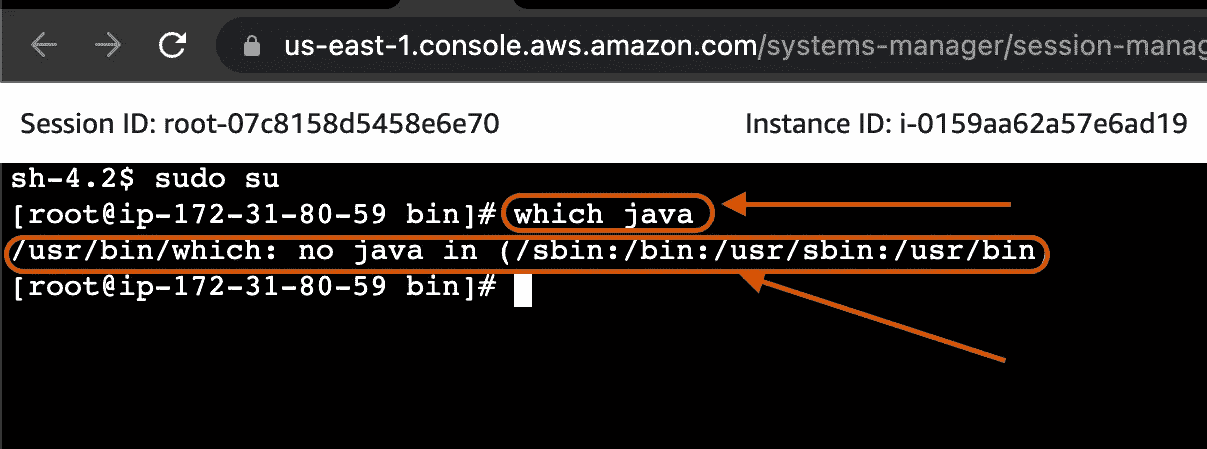 us-east-1.console.aws.amazon.com/systems-manager/session-manag
Session ID: root-07c8158d5458e6e70 Instance ID: i-0159aa62a57e6ad19
sh-4.2$ sudo su
[root@ip-172-31-80-59 bin]# which java
/usr/bin/which: no java in (/sbin:/bin:/usr/sbin:/usr/bin)
[root@ip-172-31-80-59 bin]#